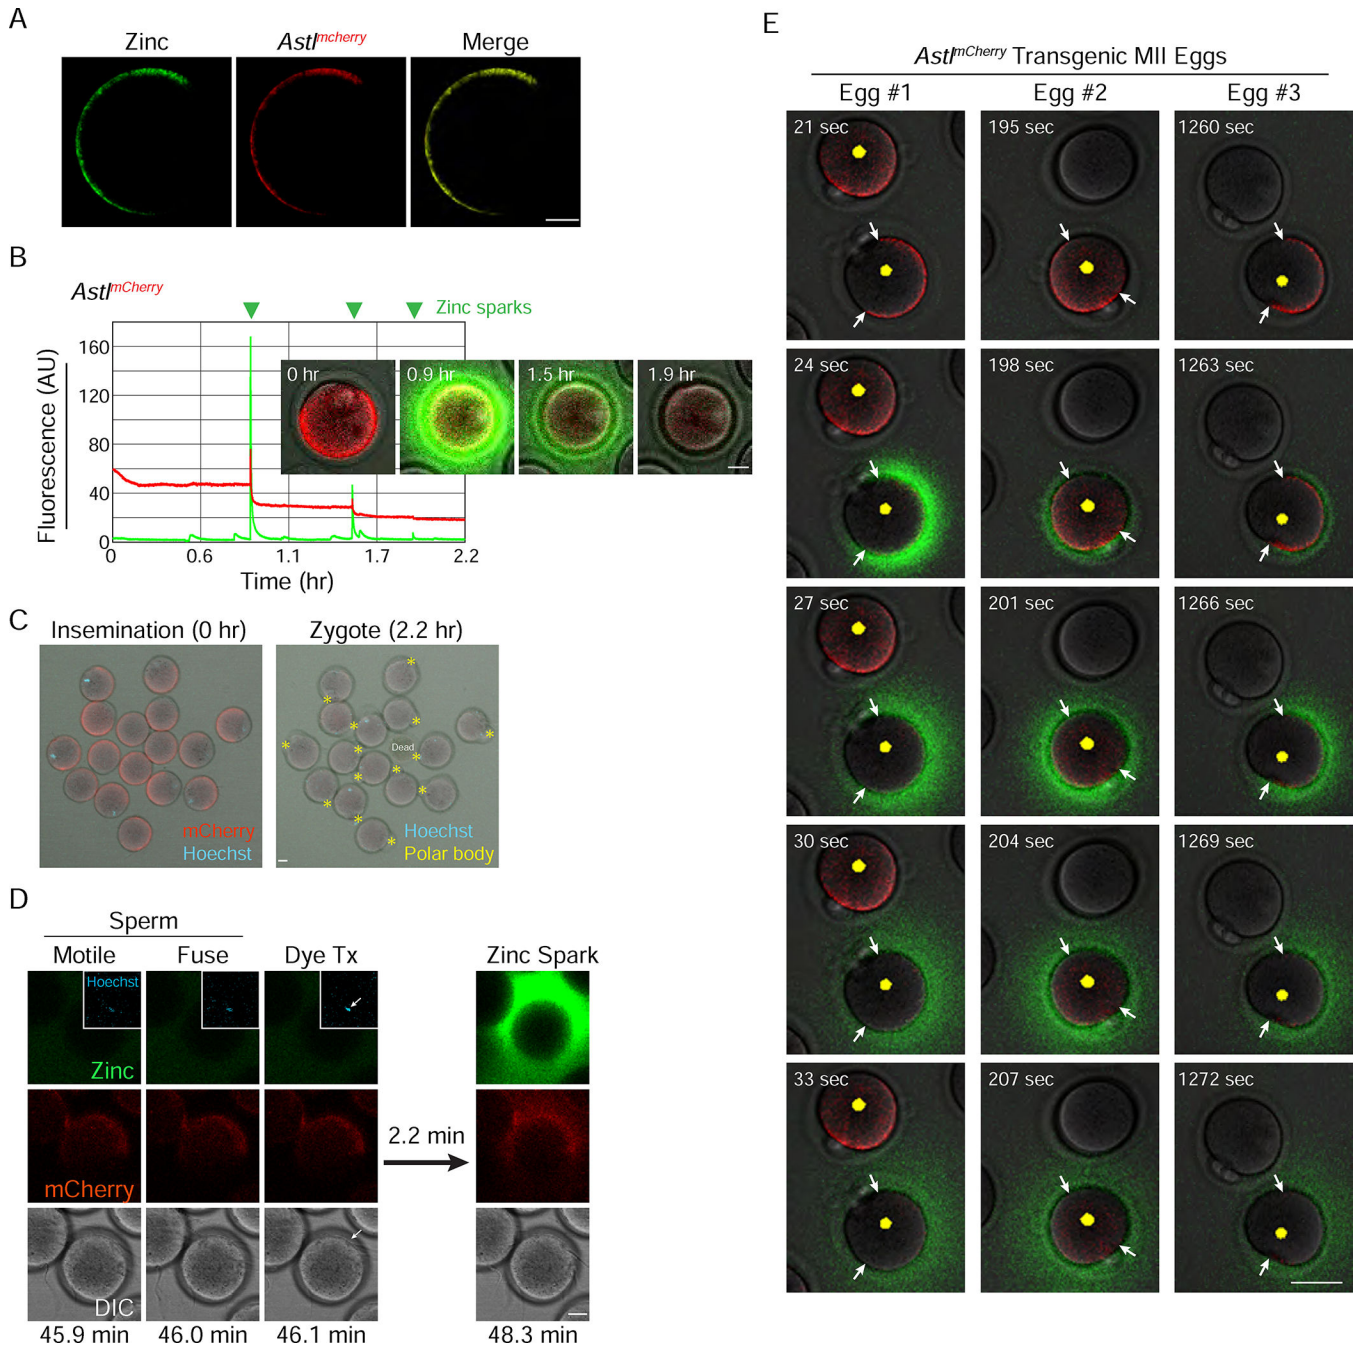 A
Zinc
Astlmcherry
Merge
B
AstlmCherry
Zinc sparks
Fluorescence (AU)
160
120
80
40
0
0 hr
0.9 hr
1.5 hr
1.9 hr
0
0.6
1.1
1.7
2.2
Time (hr)
C
Insemination (0 hr)
Zygote (2.2 hr)
mCherry
Hoechst
* * * * * * Dead * * * * * * * *
Hoechst
Polar body
D
Sperm
Motile
Fuse
Dye Tx
Zinc Spark
Hoechst
Zinc
mCherry
2.2 min
DIC
45.9 min
46.0 min
46.1 min
48.3 min
E
AstlmCherry Transgenic MII Eggs
Egg #1
Egg #2
Egg #3
21 sec
195 sec
1260 sec
24 sec
198 sec
1263 sec
27 sec
201 sec
1266 sec
30 sec
204 sec
1269 sec
33 sec
207 sec
1272 sec